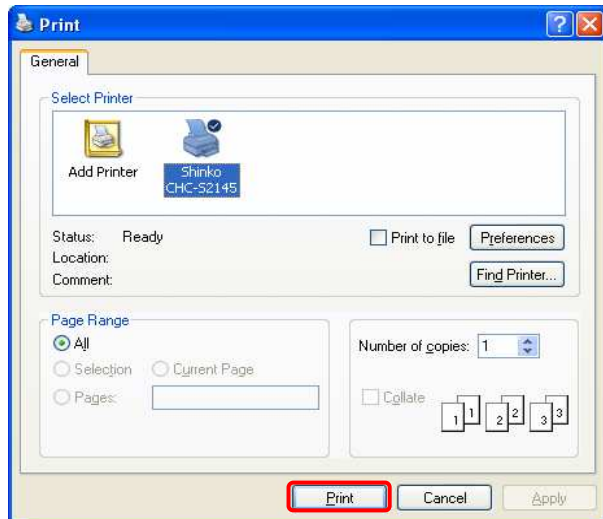 Print
General
Select Printer
Add Printer
Shinko
CHC-S2145
Status: Ready
Print to file
Preferences
Location:
Comment:
Find Printer...
Page Range
All
Selection
Current Page
Pages:
Number of copies: 1
Collate
1 1 2 2 3 3
Print
Cancel
Apply